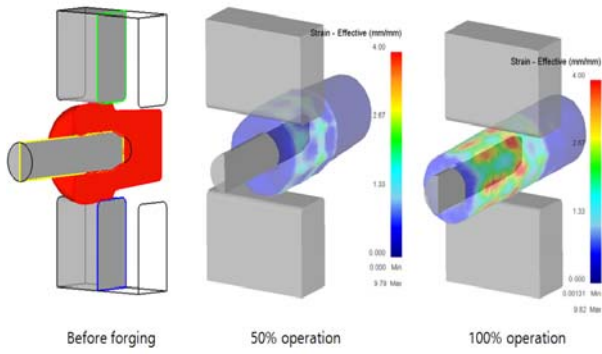 Strain - Effective (mm/mm)
4.00
2.67
1.33
0.000
0.000 Min
9.79 Max
Strain - Effective (mm/mm)
4.00
2.67
1.33
0.000
0.00131 Min
9.82 Max
Before forging
50% operation
100% operation